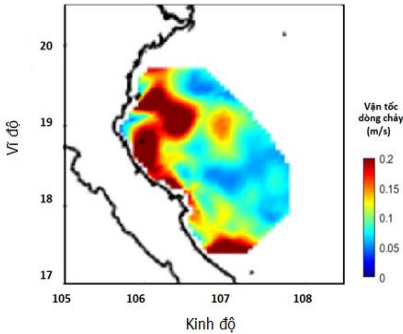 20
19
18
17
105
106
107
108
Vĩ độ
Kinh độ
Vận tốc
dòng chảy
(m/s)
0.2
0.15
0.1
0.05
0